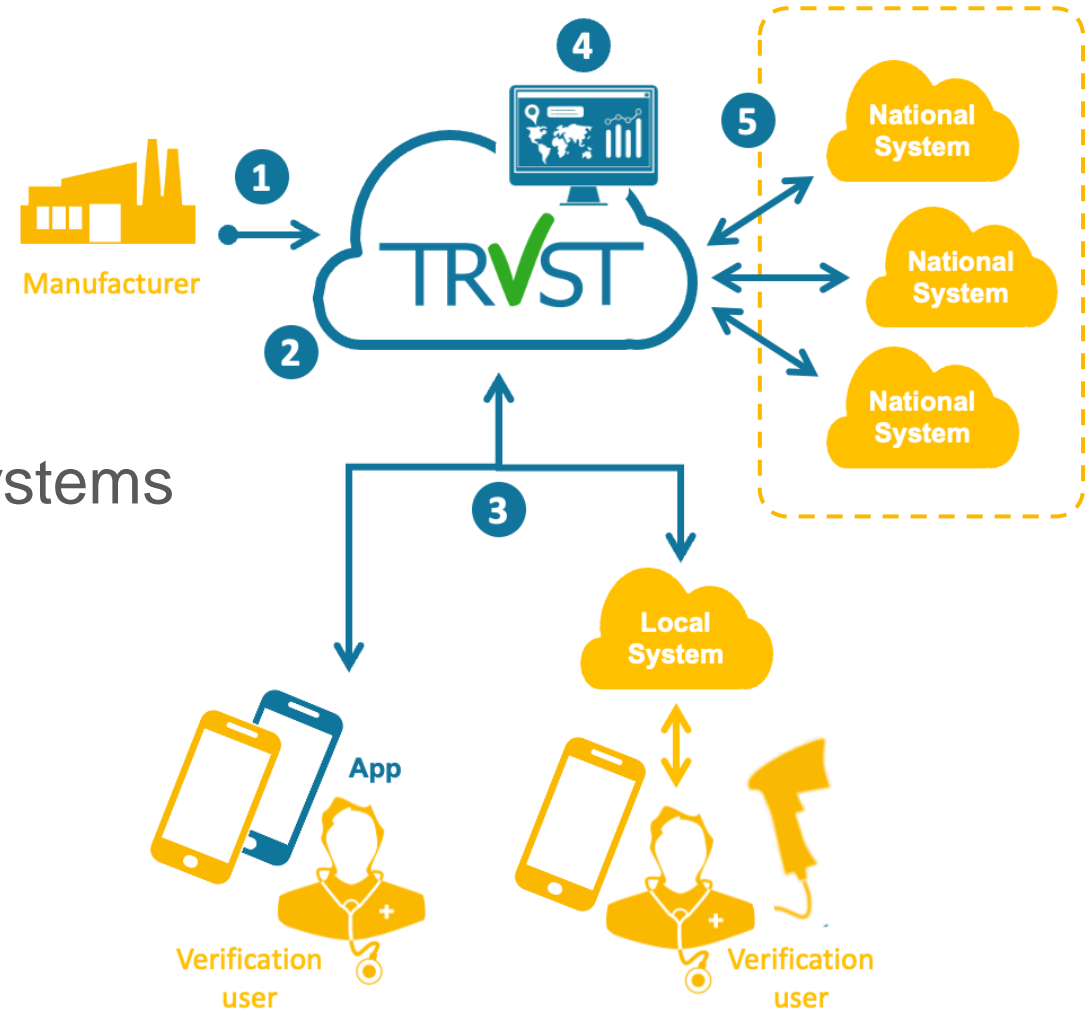 4
1
5
National
System
Manufacturer
TRVST
National
System
2
National
System
ystems
3
Local
System
App
Verification
user
Verification
user